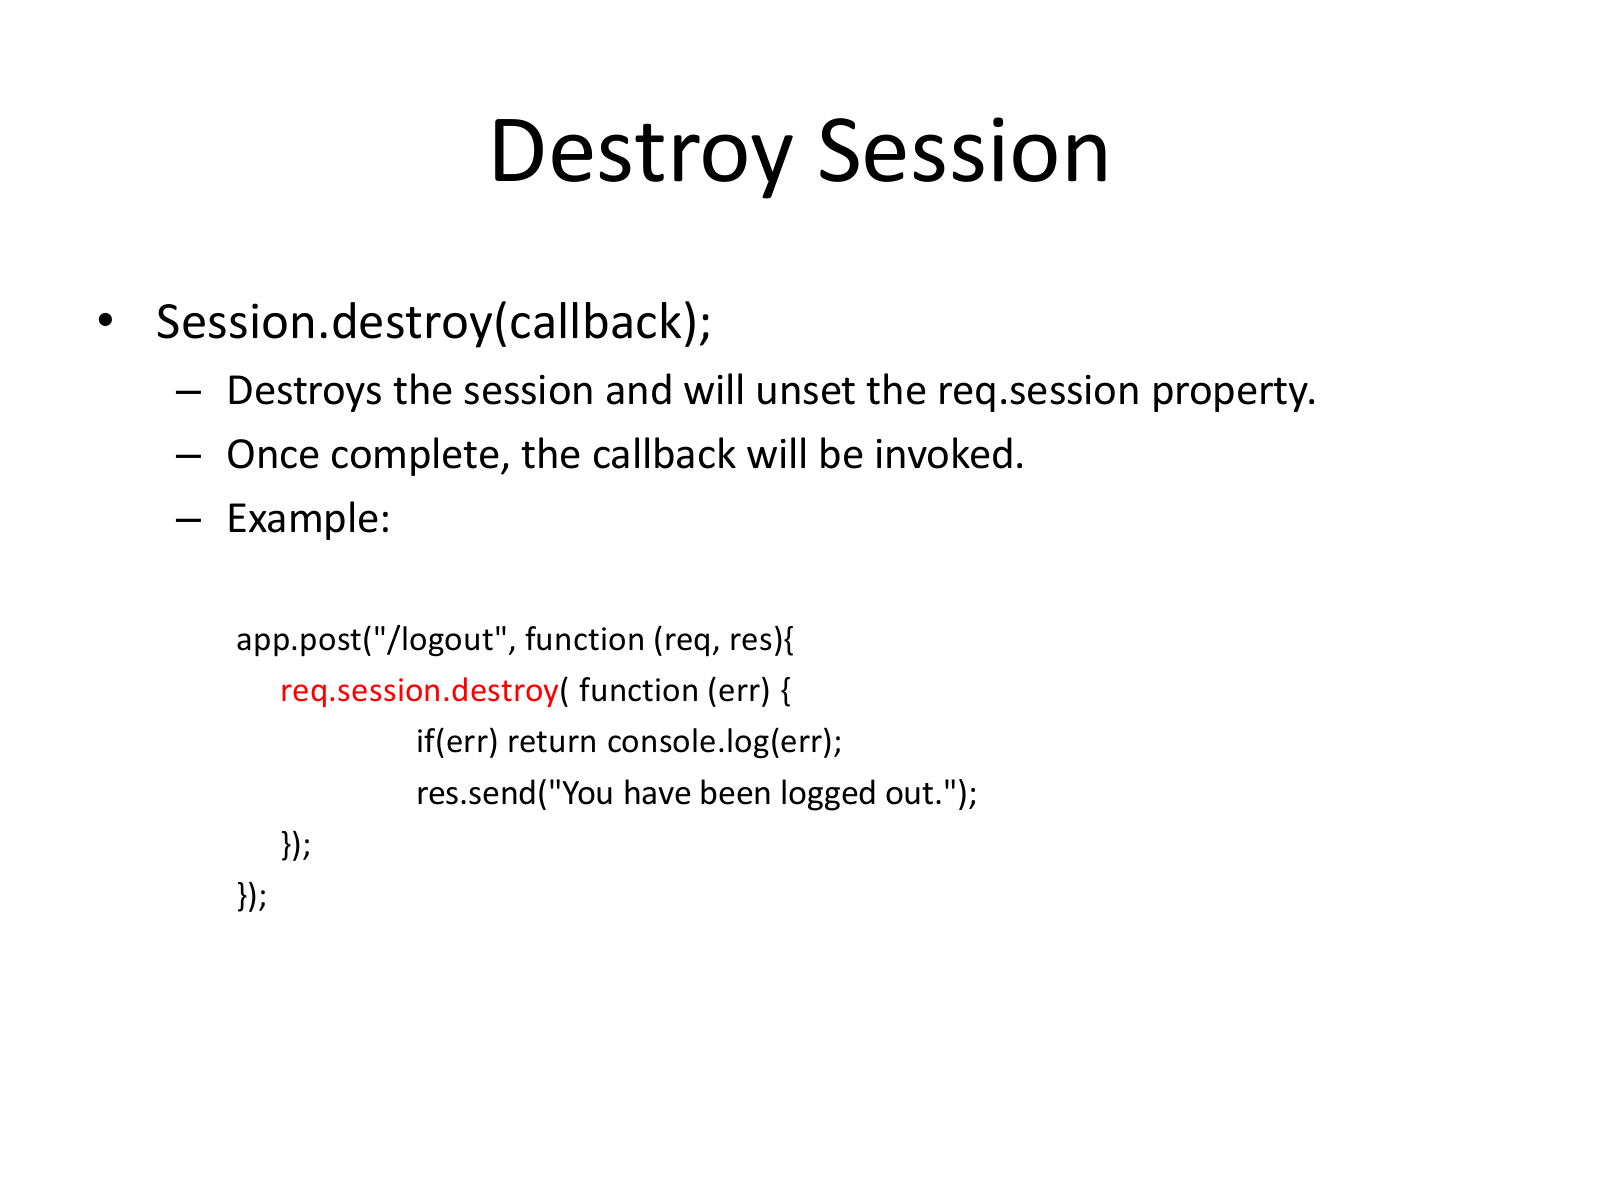 Destroy Session
• Session.destroy(callback);
– Destroys the session and will unset the req.session property.
– Once complete, the callback will be invoked.
– Example:
app.post("/logout", function (req, res){
req.session.destroy( function (err) {
if(err) return console.log(err);
res.send("You have been logged out.");
});
});